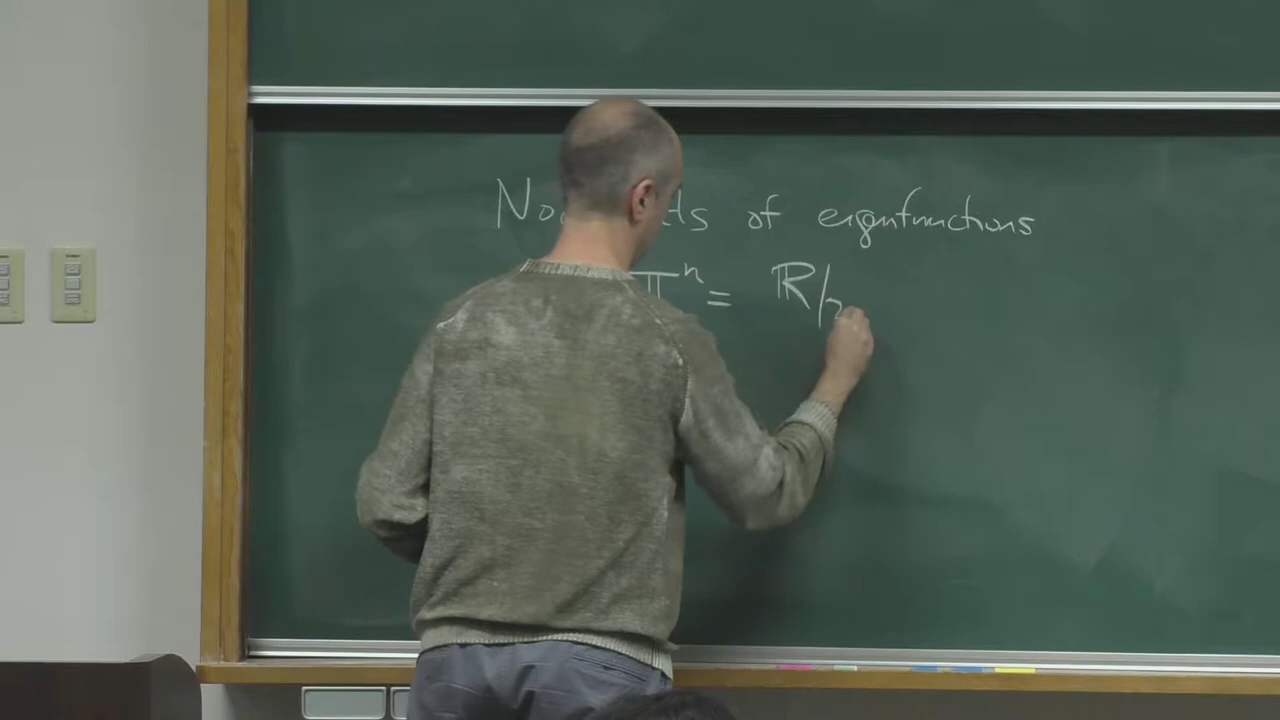 of eigenfunctions
𝕋ⁿ = ℝ/